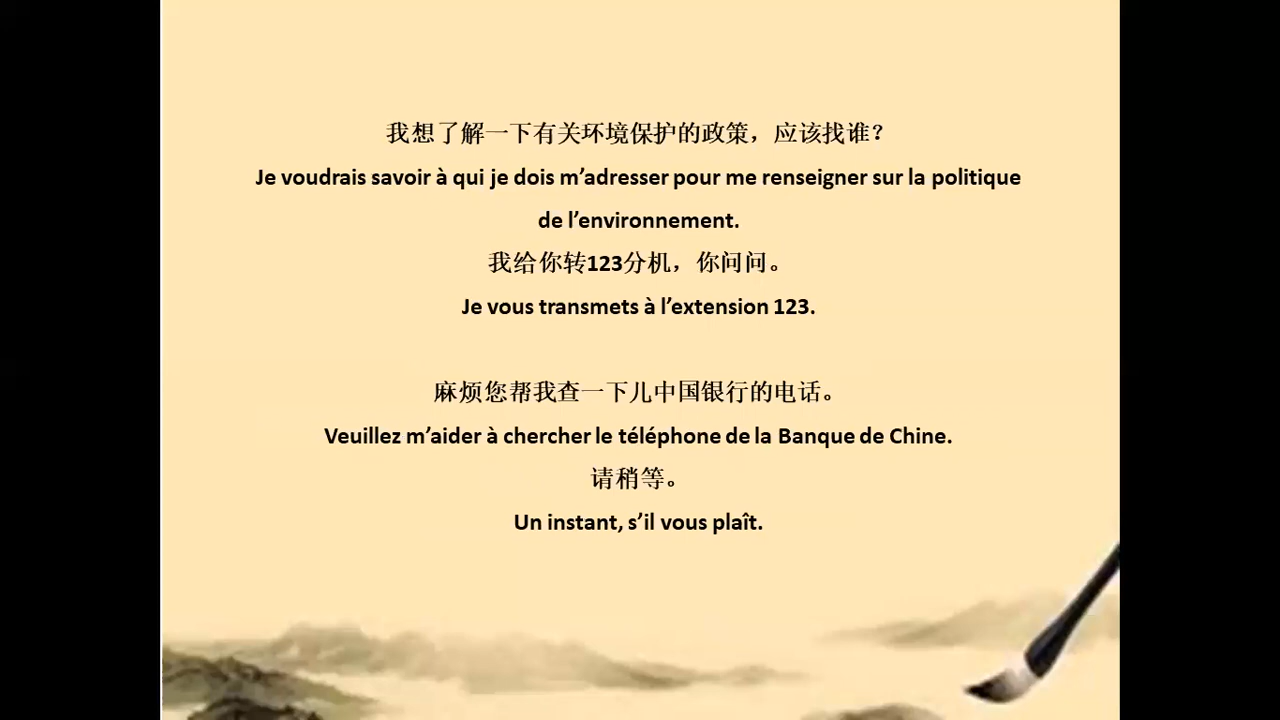 我想了解一下有关环境保护的政策，应该找谁？
Je voudrais savoir à qui je dois m’adresser pour me renseigner sur la politique
de l’environnement.
我给你转123分机，你问问。
Je vous transmets à l’extension 123.
麻烦您帮我查一下儿中国银行的电话。
Veuillez m’aider à chercher le téléphone de la Banque de Chine.
请稍等。
Un instant, s’il vous plaît.